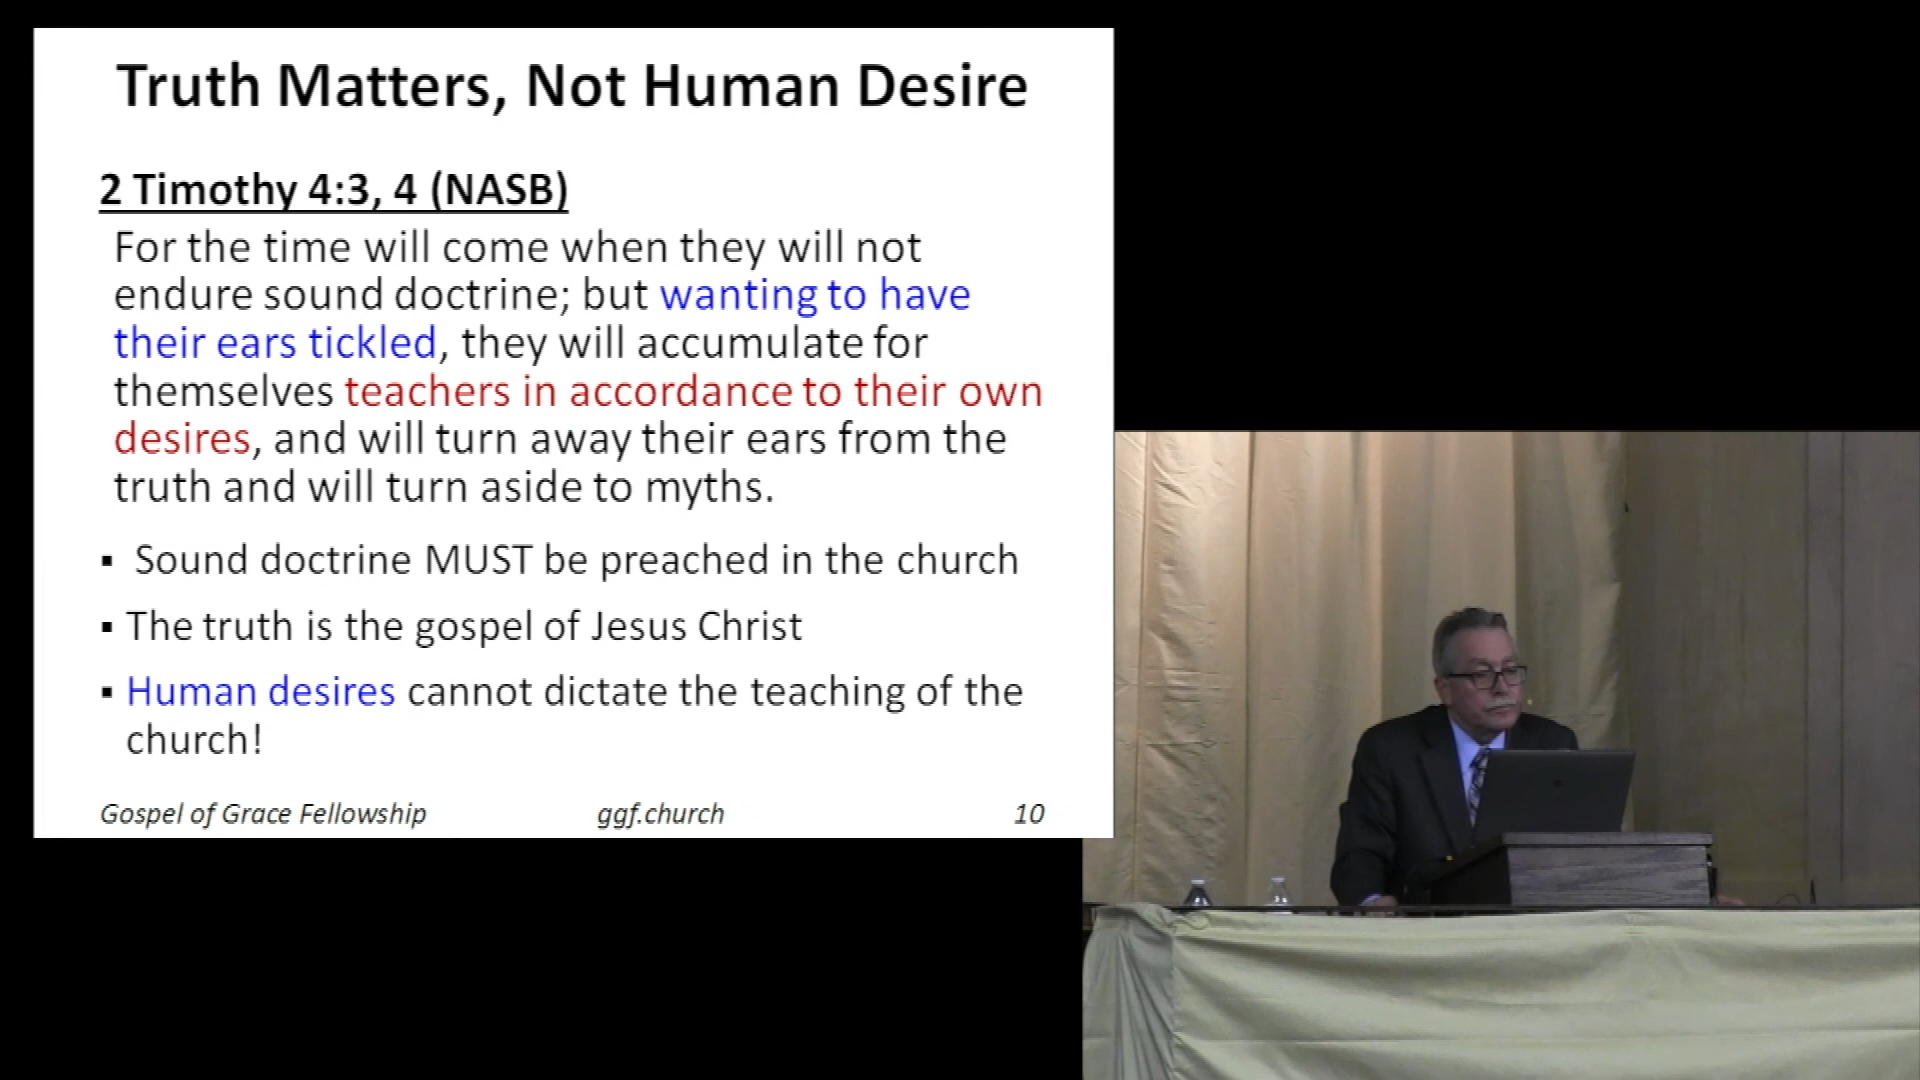 Truth Matters, Not Human Desire
2 Timothy 4:3, 4 (NASB)
For the time will come when they will not
endure sound doctrine; but wanting to have
their ears tickled, they will accumulate for
themselves teachers in accordance to their own
desires, and will turn away their ears from the
truth and will turn aside to myths.
▪ Sound doctrine MUST be preached in the church
▪ The truth is the gospel of Jesus Christ
▪ Human desires cannot dictate the teaching of the
church!
Gospel of Grace Fellowship ggf.church 10